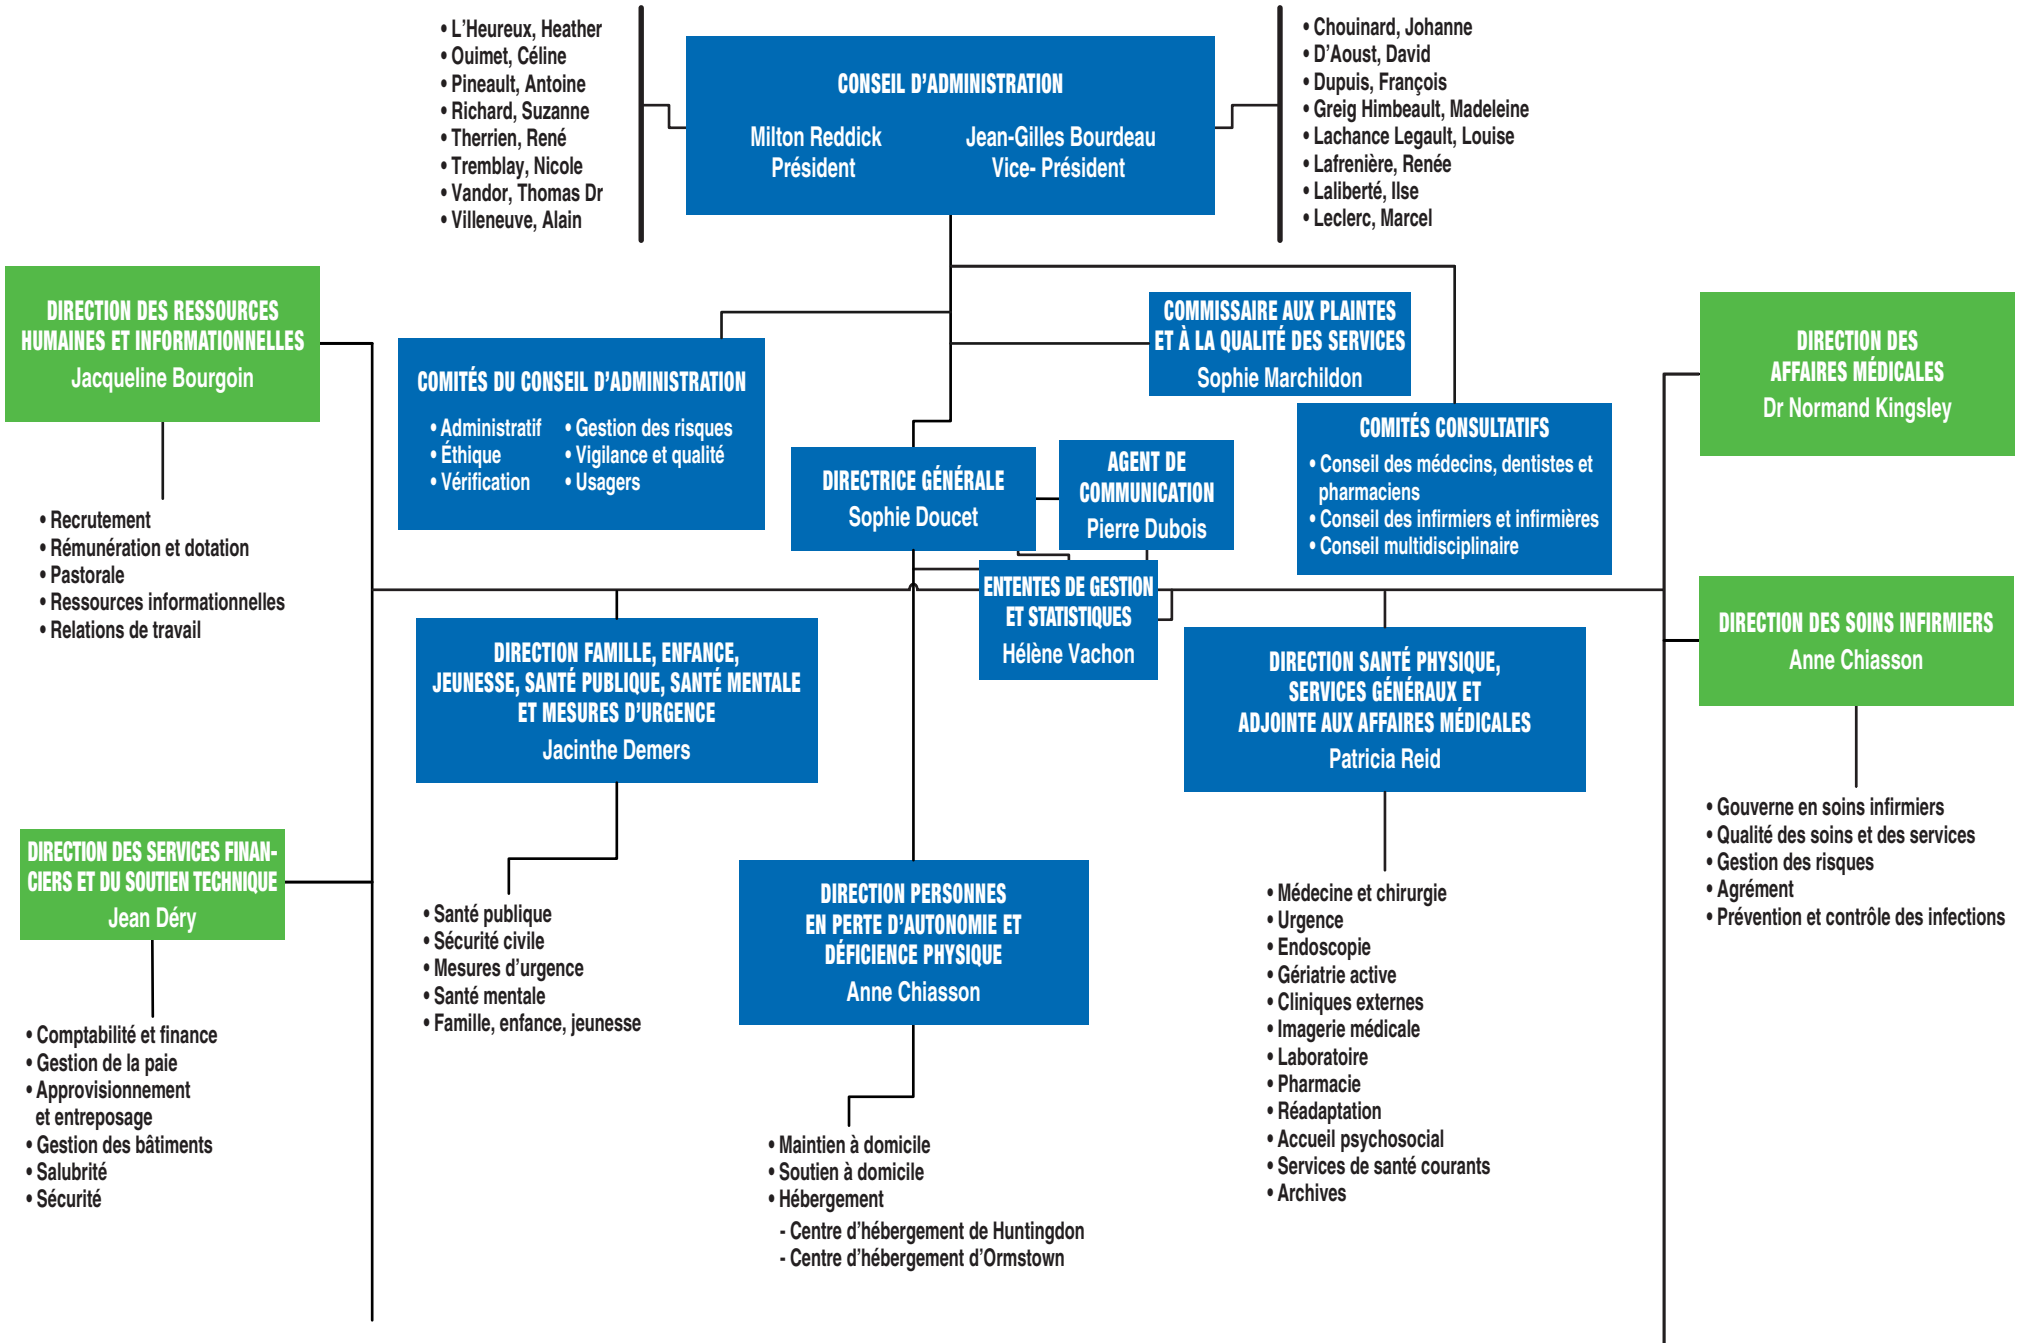 • L'Heureux, Heather
• Ouimet, Céline
• Pineault, Antoine
• Richard, Suzanne
• Therrien, René
• Tremblay, Nicole
• Vandor, Thomas Dr
• Villeneuve, Alain
CONSEIL D'ADMINISTRATION
Milton Reddick
Président
Jean-Gilles Bourdeau
Vice- Président
• Chouinard, Johanne
• D'Aoust, David
• Dupuis, François
• Greig Himbeault, Madeleine
• Lachance Legault, Louise
• Lafrenière, Renée
• Laliberté, Ilse
• Leclerc, Marcel
DIRECTION DES RESSOURCES
HUMAINES ET INFORMATIONNELLES
Jacqueline Bourgoin
• Recrutement
• Rémunération et dotation
• Pastorale
• Ressources informationnelles
• Relations de travail
COMITÉS DU CONSEIL D'ADMINISTRATION
• Administratif
• Éthique
• Vérification
• Gestion des risques
• Vigilance et qualité
• Usagers
COMMISSAIRE AUX PLAINTES
ET À LA QUALITÉ DES SERVICES
Sophie Marchildon
COMITÉS CONSULTATIFS
• Conseil des médecins, dentistes et
pharmaciens
• Conseil des infirmiers et infirmières
• Conseil multidisciplinaire
DIRECTION DES
AFFAIRES MÉDICALES
Dr Normand Kingsley
DIRECTRICE GÉNÉRALE
Sophie Doucet
AGENT DE
COMMUNICATION
Pierre Dubois
ENTENTES DE GESTION
ET STATISTIQUES
Hélène Vachon
DIRECTION DES SOINS INFIRMIERS
Anne Chiasson
• Gouverne en soins infirmiers
• Qualité des soins et des services
• Gestion des risques
• Agrément
• Prévention et contrôle des infections
DIRECTION FAMILLE, ENFANCE,
JEUNESSE, SANTÉ PUBLIQUE, SANTÉ MENTALE
ET MESURES D'URGENCE
Jacinthe Demers
• Santé publique
• Sécurité civile
• Mesures d'urgence
• Santé mentale
• Famille, enfance, jeunesse
DIRECTION SANTÉ PHYSIQUE,
SERVICES GÉNÉRAUX ET
ADJOINTE AUX AFFAIRES MÉDICALES
Patricia Reid
• Médecine et chirurgie
• Urgence
• Endoscopie
• Gériatrie active
• Cliniques externes
• Imagerie médicale
• Laboratoire
• Pharmacie
• Réadaptation
• Accueil psychosocial
• Services de santé courants
• Archives
DIRECTION DES SERVICES FINAN-
CIERS ET DU SOUTIEN TECHNIQUE
Jean Déry
• Comptabilité et finance
• Gestion de la paie
• Approvisionnement
et entreposage
• Gestion des bâtiments
• Salubrité
• Sécurité
DIRECTION PERSONNES
EN PERTE D'AUTONOMIE ET
DÉFICIENCE PHYSIQUE
Anne Chiasson
• Maintien à domicile
• Soutien à domicile
• Hébergement
- Centre d'hébergement de Huntingdon
- Centre d'hébergement d'Ormstown